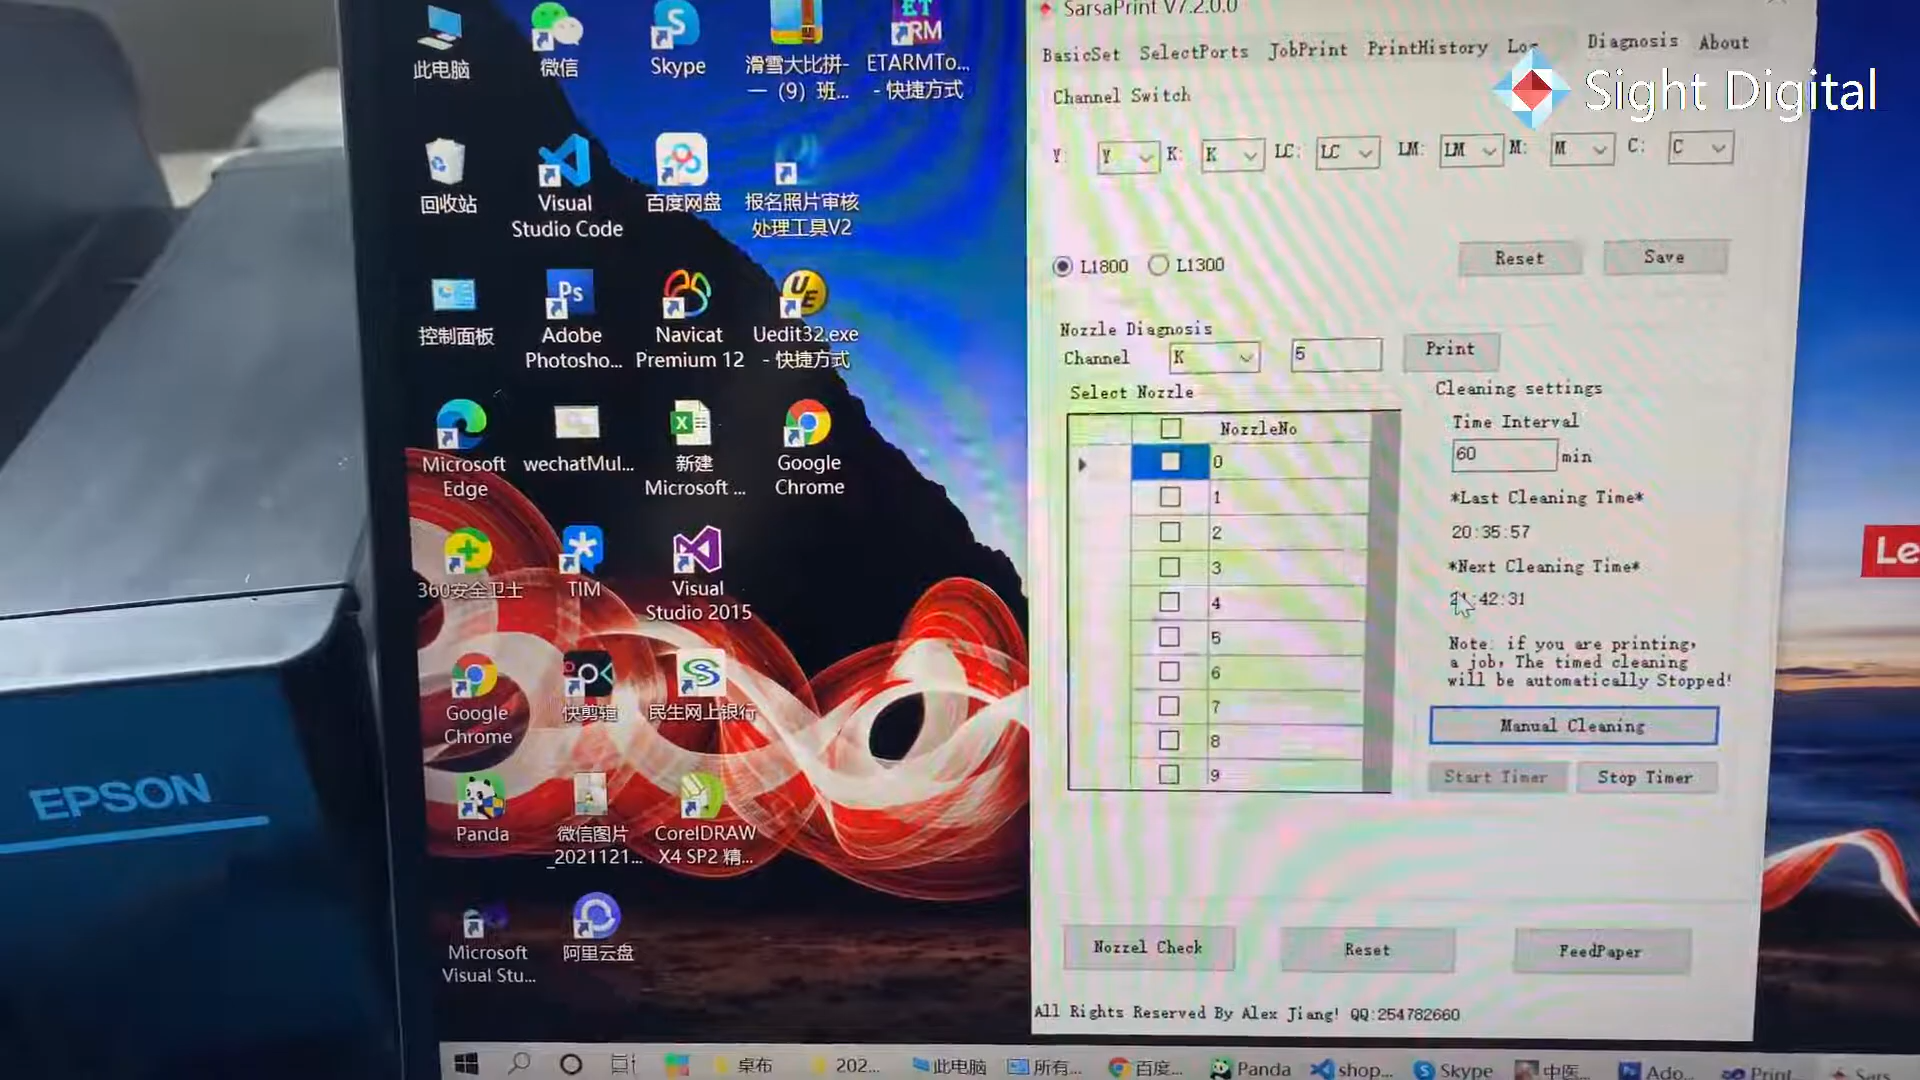 SarsaPrint V7.2.0.0
BasicSet SelectPorts JobPrint PrintHistory Log Diagnosis About
Sight Digital
Channel Switch
Y: Y K: K LC: LC LM: LM M: M C: C
L1800 L1300
Reset Save
Nozzle Diagnosis
Channel K 5 Print
Select Nozzle
NozzleNo
0
1
2
3
4
5
6
7
8
9
Cleaning settings
Time Interval
60 min
*Last Cleaning Time*
20:35:57
*Next Cleaning Time*
21:42:31
Note: if you are printing,
a job, The timed cleaning
will be automatically Stopped!
Manual Cleaning
Start Timer Stop Timer
Nozzel Check Reset FeedPaper
All Rights Reserved By Alex Jiang! QQ:254782660
此电脑
微信
Skype
滑雪大比拼-
一（9）班...
ETARMTo...
- 快捷方式
回收站
Visual
Studio Code
百度网盘
报名照片审核
处理工具V2
控制面板
Ps
Adobe
Photosho...
Navicat
Premium 12
UE
Uedit32.exe
- 快捷方式
Microsoft
Edge
wechatMul...
新建
Microsoft ...
Google
Chrome
360安全卫士
TIM
Visual
Studio 2015
Google
Chrome
快剪辑
民生网上银行
Panda
微信图片
_2021121...
CorelDRAW
X4 SP2 精...
Microsoft
Visual Stu...
阿里云盘
EPSON
Le
桌布 202... 此电脑 所有... 百度... Panda shop... Skype 中医... Ado... Print... Sars